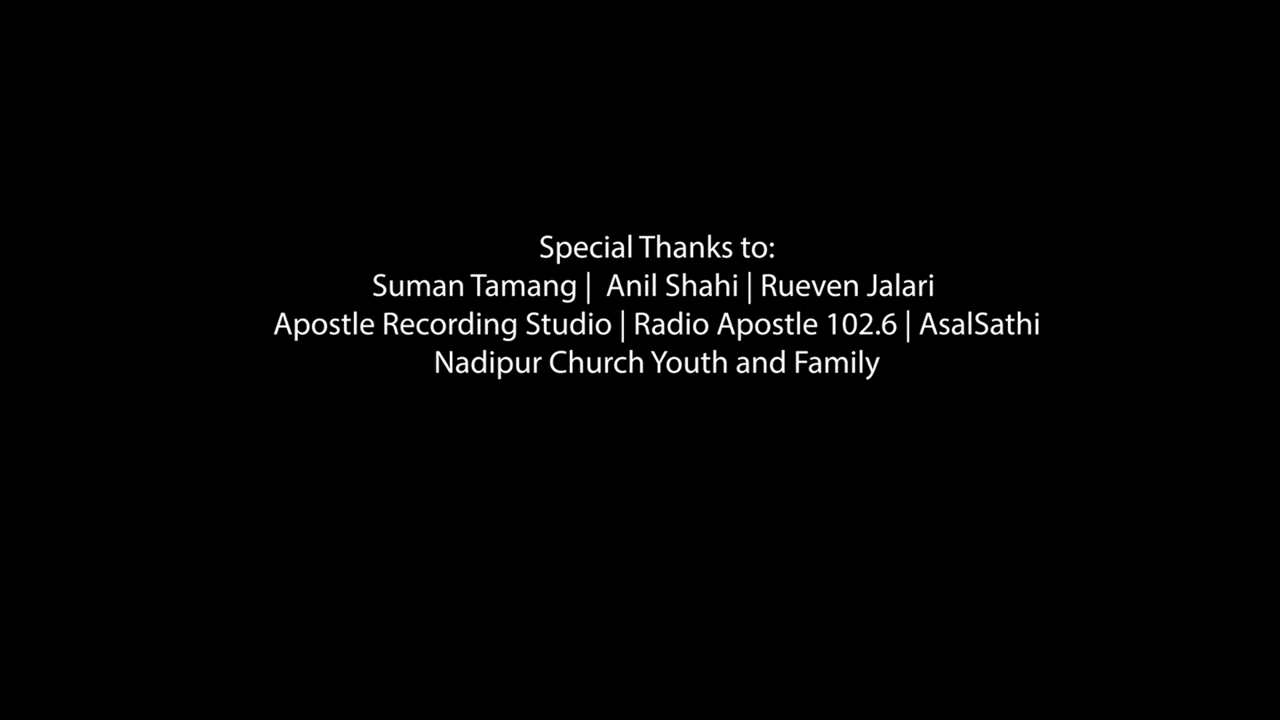 Special Thanks to:
Suman Tamang |  Anil Shahi | Rueven Jalari
Apostle Recording Studio | Radio Apostle 102.6 | AsalSathi
Nadipur Church Youth and Family